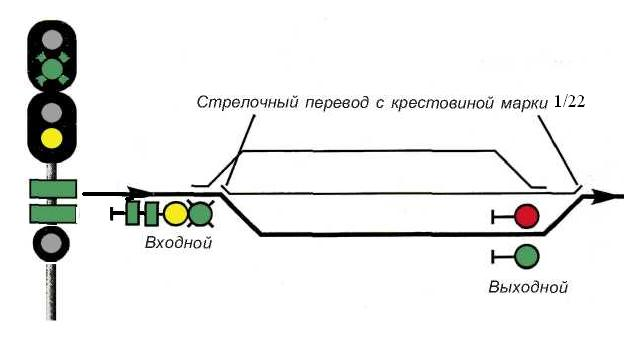 Стрелочный перевод с крестовиной марки 1/22
Входной
Выходной